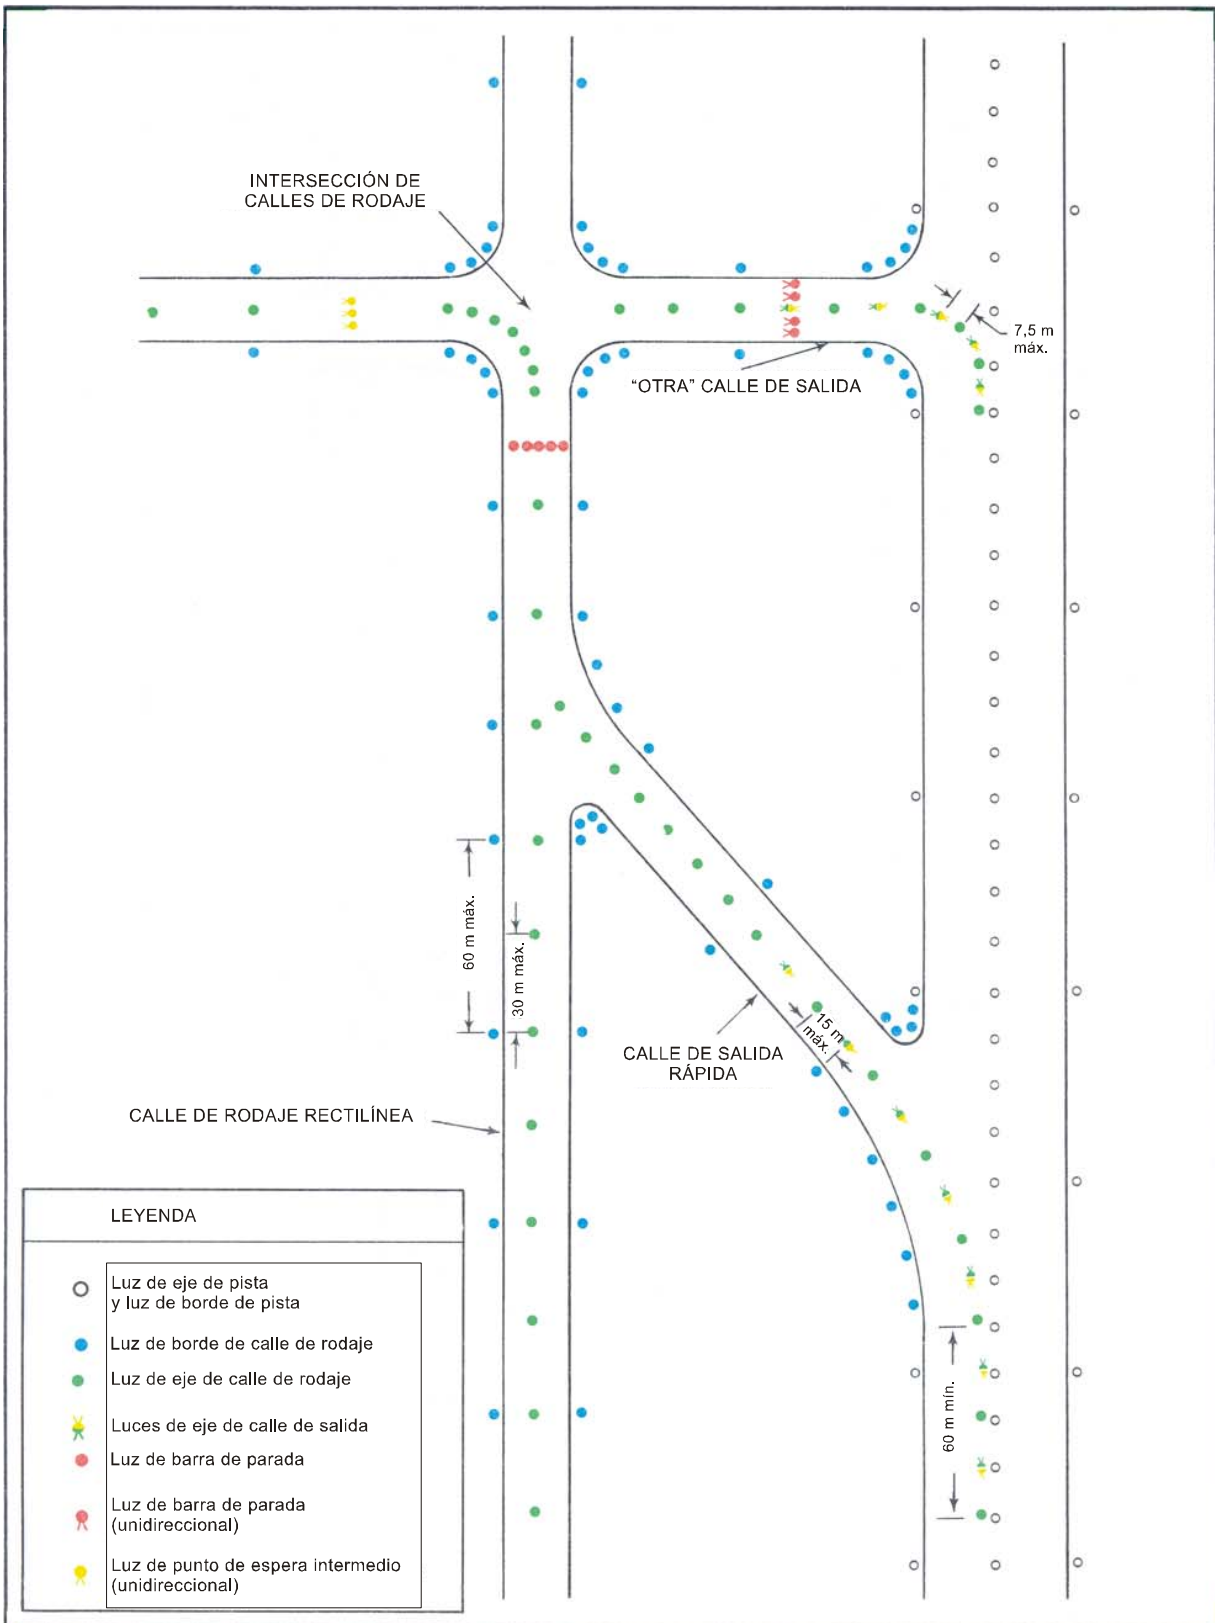 INTERSECCIÓN DE
CALLES DE RODAJE
7,5 m
máx.
"OTRA" CALLE DE SALIDA
60 m máx.
30 m máx.
15 m
máx.
CALLE DE SALIDA
RÁPIDA
CALLE DE RODAJE RECTILÍNEA
60 m mín.
LEYENDA
Luz de eje de pista
y luz de borde de pista
Luz de borde de calle de rodaje
Luz de eje de calle de rodaje
Luces de eje de calle de salida
Luz de barra de parada
Luz de barra de parada
(unidireccional)
Luz de punto de espera intermedio
(unidireccional)